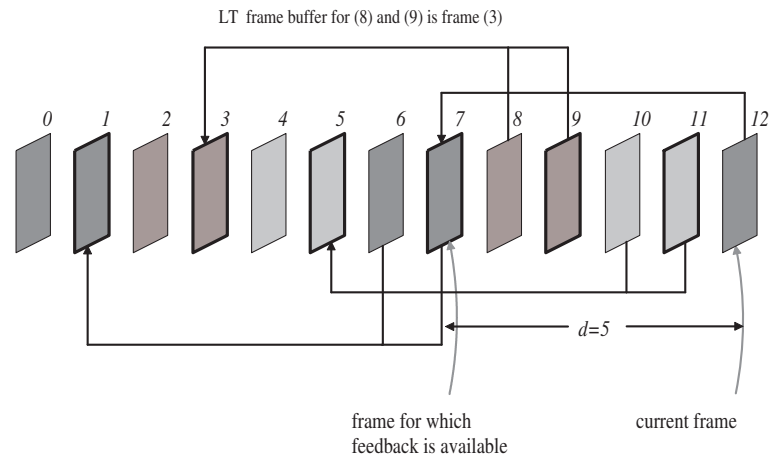 LT frame buffer for (8) and (9) is frame (3)
0 1 2 3 4 5 6 7 8 9 10 11 12
d=5
frame for which
feedback is available
current frame